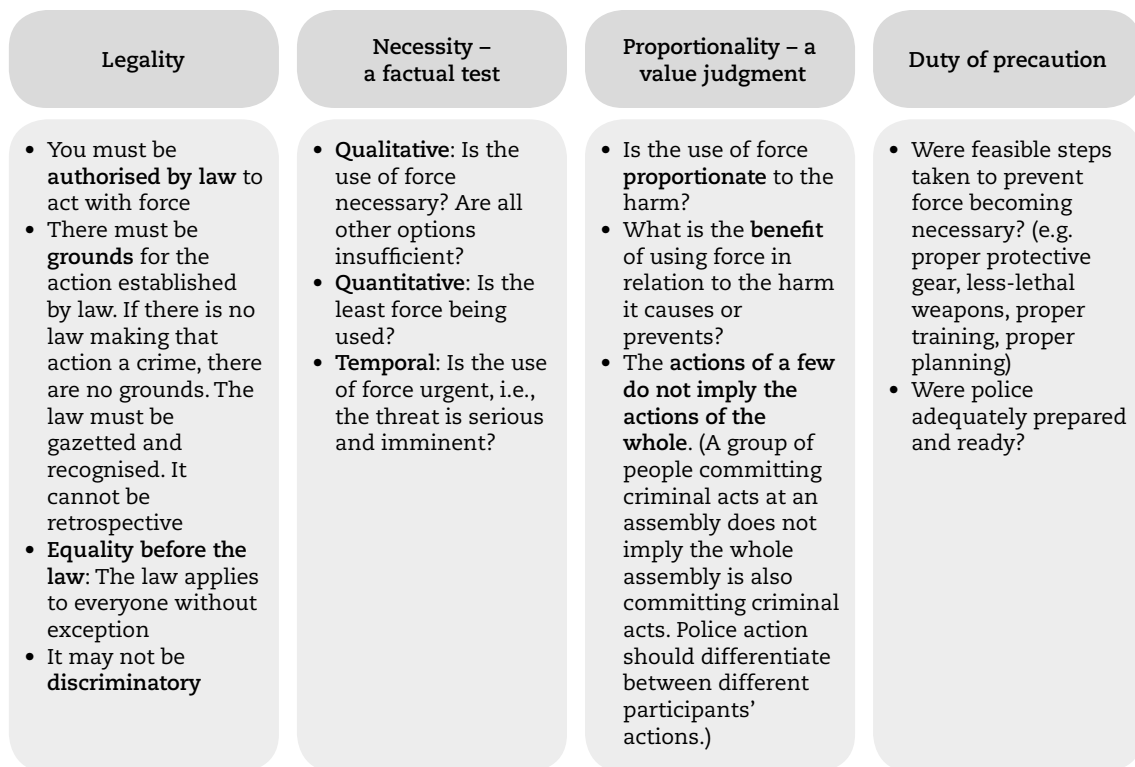 Legality
Necessity –
a factual test
Proportionality – a
value judgment
Duty of precaution
• You must be
authorised by law to
act with force
• There must be
grounds for the
action established
by law. If there is no
law making that
action a crime, there
are no grounds. The
law must be
gazetted and
recognised. It
cannot be
retrospective
• Equality before the
law: The law applies
to everyone without
exception
• It may not be
discriminatory
• Qualitative: Is the
use of force
necessary? Are all
other options
insufficient?
• Quantitative: Is the
least force being
used?
• Temporal: Is the use
of force urgent, i.e.,
the threat is serious
and imminent?
• Is the use of force
proportionate to the
harm?
• What is the benefit
of using force in
relation to the harm
it causes or
prevents?
• The actions of a few
do not imply the
actions of the
whole. (A group of
people committing
criminal acts at an
assembly does not
imply the whole
assembly is also
committing criminal
acts. Police action
should differentiate
between different
participants’
actions.)
• Were feasible steps
taken to prevent
force becoming
necessary? (e.g.
proper protective
gear, less-lethal
weapons, proper
training, proper
planning)
• Were police
adequately prepared
and ready?